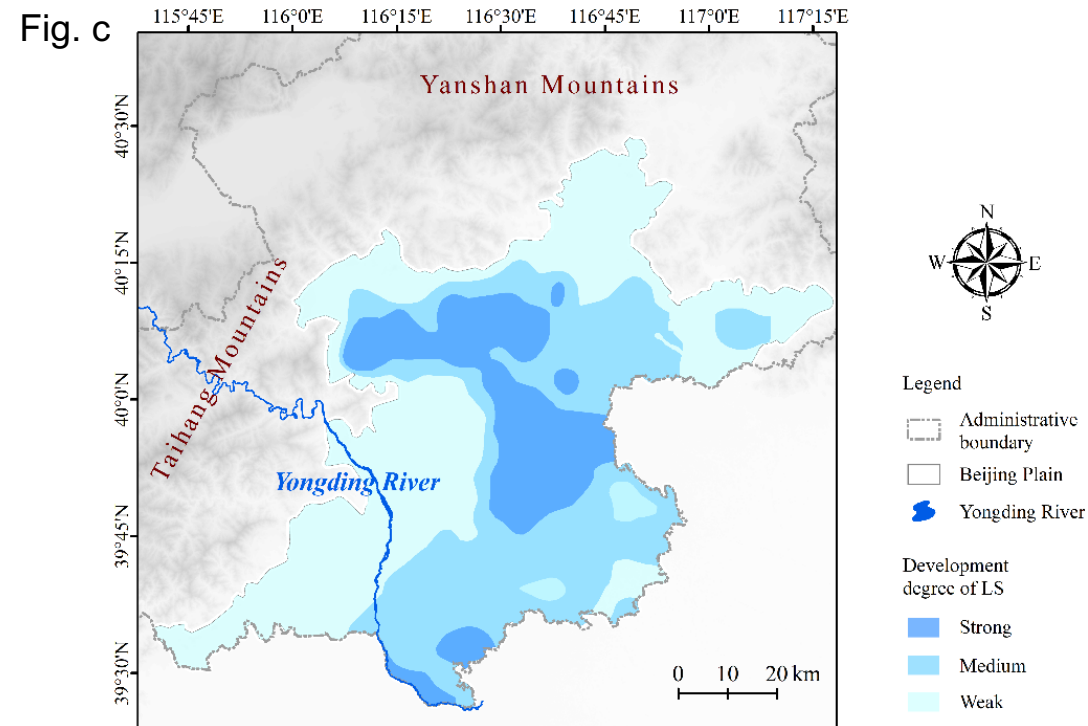 Fig. c
115°45'E 116°0'E 116°15'E 116°30'E 116°45'E 117°0'E 117°15'E
Yanshan Mountains
40°30'N
40°15'N
40°0'N
39°45'N
39°30'N
Taihang Mountains
Yongding River
0 10 20 km
N
W E
S
Legend
Administrative
boundary
Beijing Plain
Yongding River
Development
degree of LS
Strong
Medium
Weak